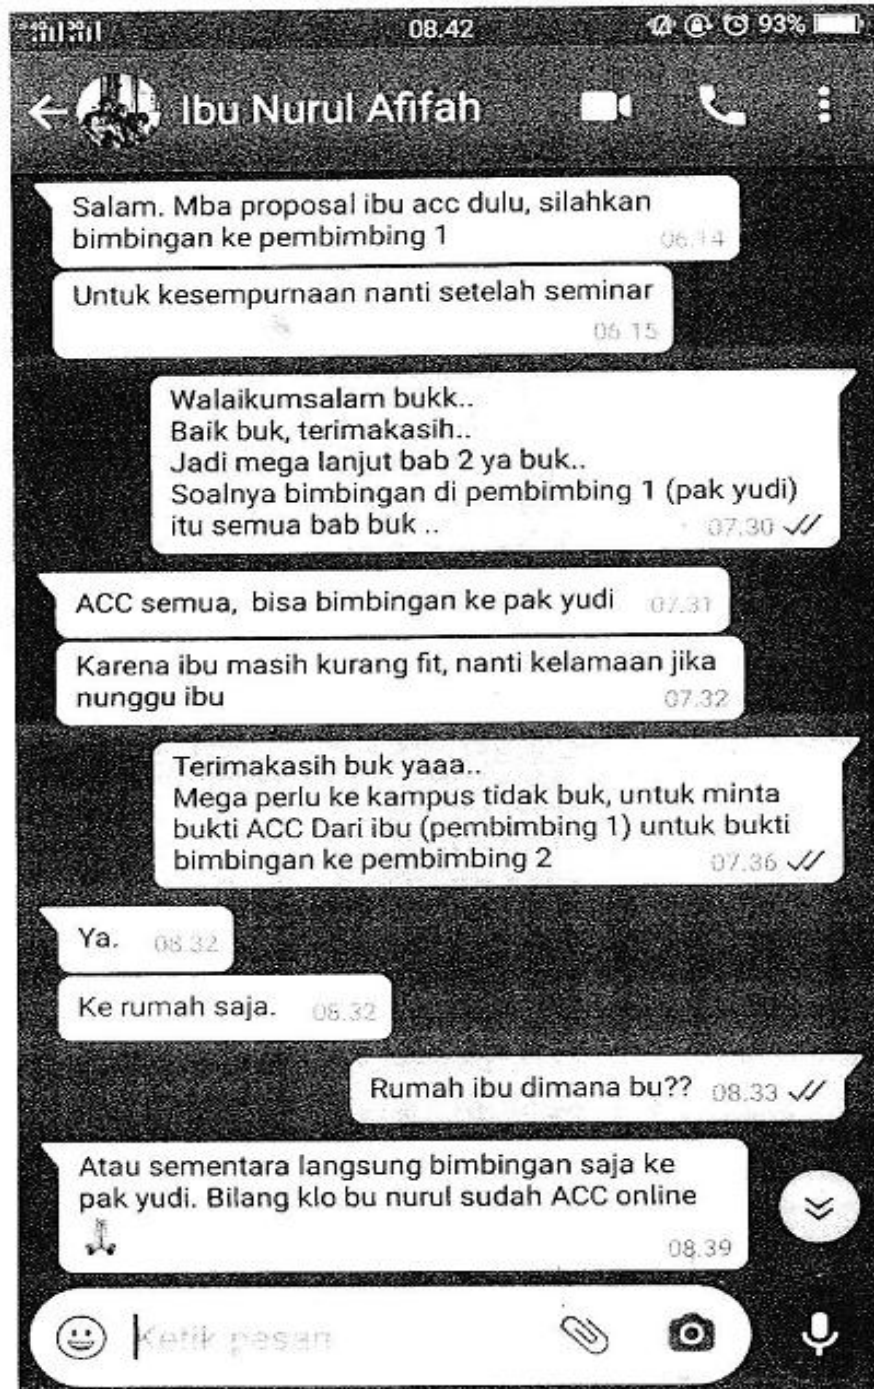 08.42
93%
Ibu Nurul Afifah
Salam. Mba proposal ibu acc dulu, silahkan
bimbingan ke pembimbing 1
06.14
Untuk kesempurnaan nanti setelah seminar
06.15
Walaikumsalam bukk..
Baik buk, terimakasih..
Jadi mega lanjut bab 2 ya buk..
Soalnya bimbingan di pembimbing 1 (pak yudi)
itu semua bab buk ..
07.30
ACC semua, bisa bimbingan ke pak yudi
07.31
Karena ibu masih kurang fit, nanti kelamaan jika
nunggu ibu
07.32
Terimakasih buk yaaa..
Mega perlu ke kampus tidak buk, untuk minta
bukti ACC Dari ibu (pembimbing 1) untuk bukti
bimbingan ke pembimbing 2
07.36
Ya.
08.32
Ke rumah saja.
08.32
Rumah ibu dimana bu??
08.33
Atau sementara langsung bimbingan saja ke
pak yudi. Bilang klo bu nurul sudah ACC online
08.39
Ketik pesan